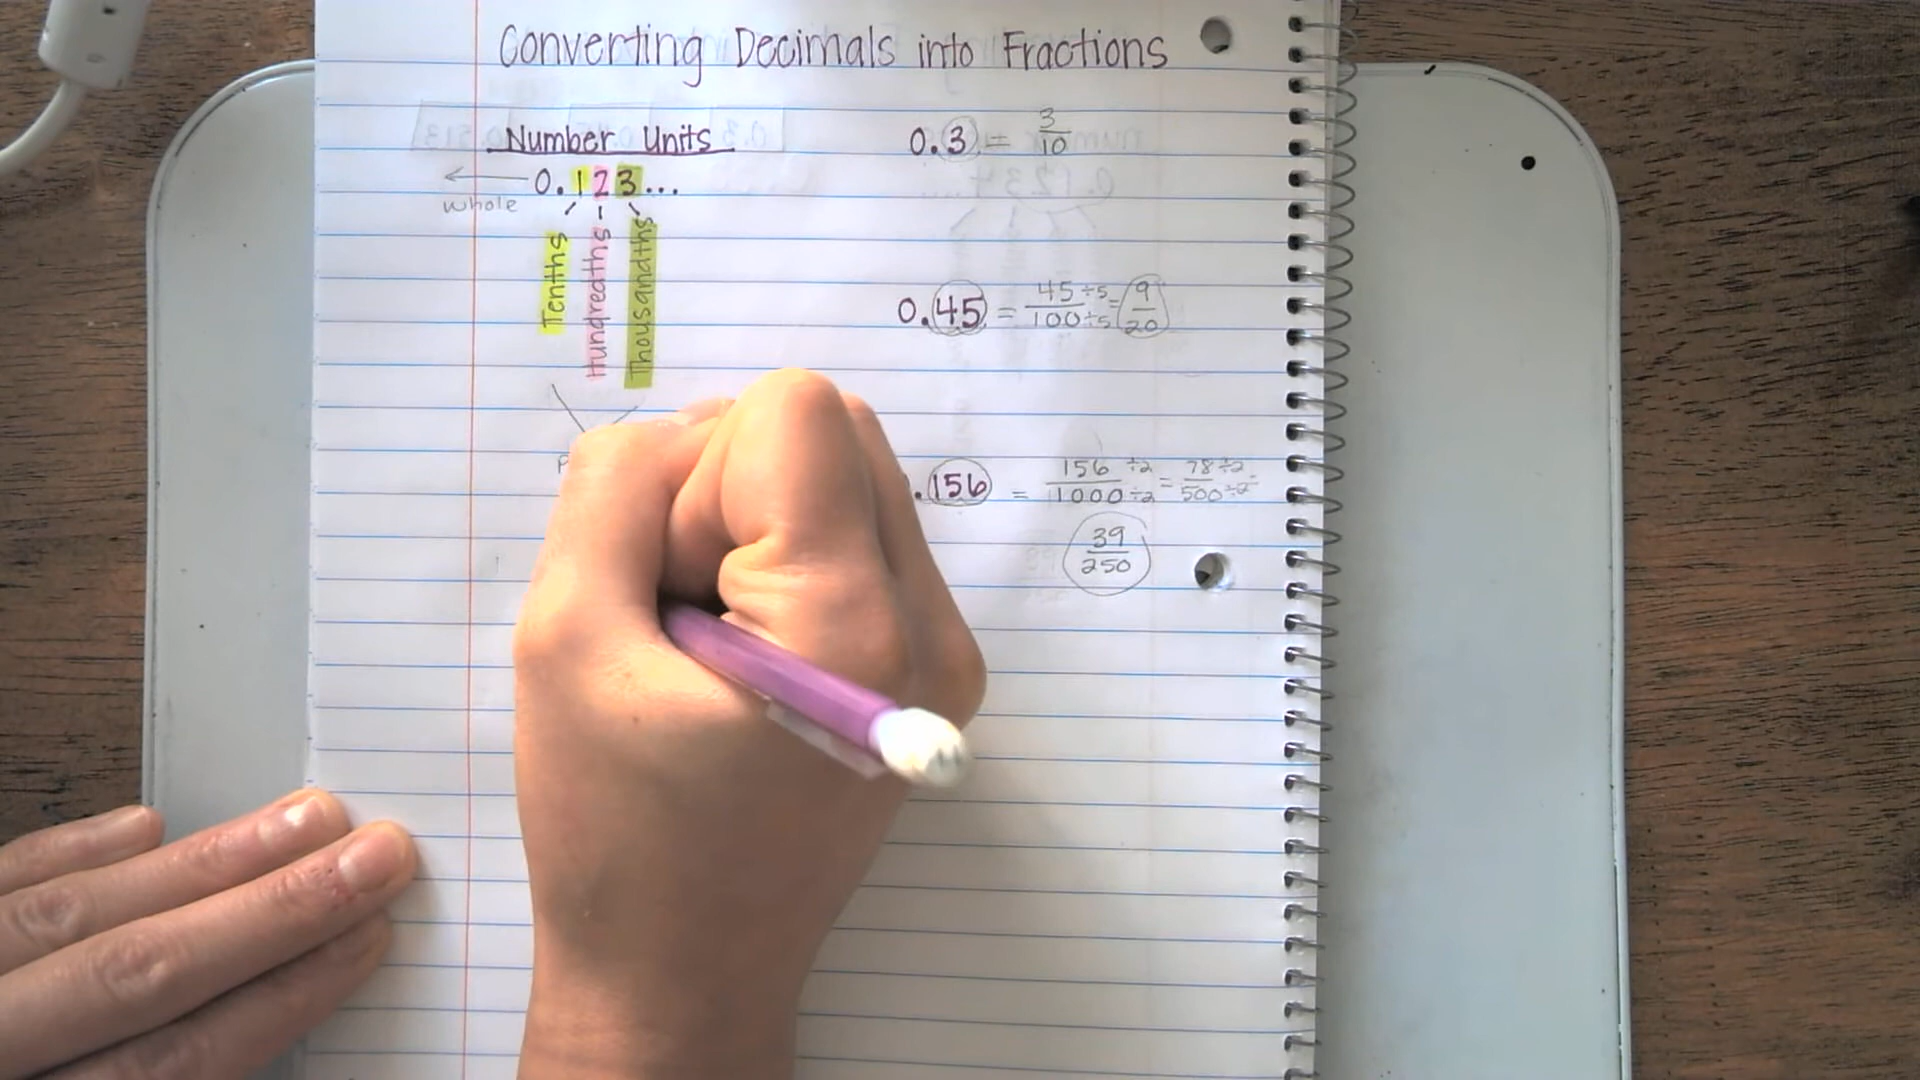 Converting Decimals into Fractions
Number Units
0.123...
whole
Tenths
Hundredths
Thousandths
0.3 = 3/10
0.45 = 45÷5/100÷5 = 9/20
.156 = 156÷2/1000÷2 = 78÷2/500÷2 =
39/250